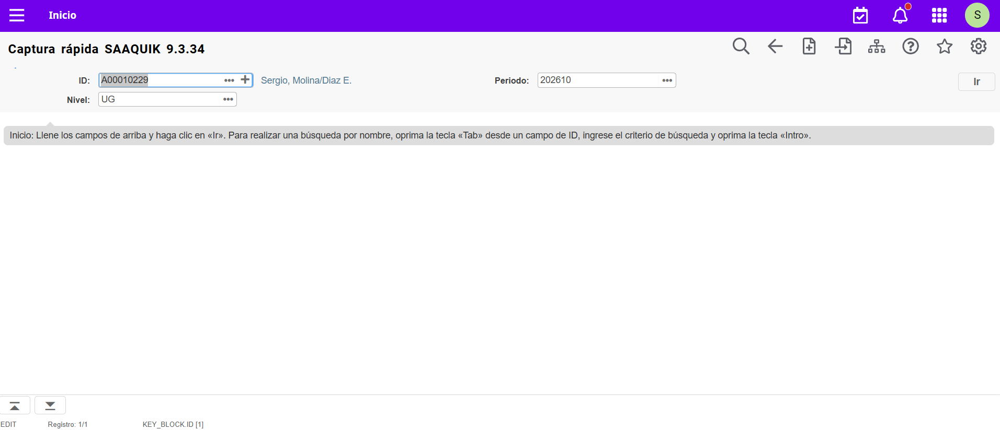 Inicio
S
Captura rápida SAAQUIK 9.3.34
ID: A00010229 Sergio, Molina/Diaz E. Periodo: 202610 Ir
Nivel: UG
Inicio: Llene los campos de arriba y haga clic en «Ir». Para realizar una búsqueda por nombre, oprima la tecla «Tab» desde un campo de ID, ingrese el criterio de búsqueda y oprima la tecla «Intro».
EDIT Registro: 1/1 KEY_BLOCK.ID [1]